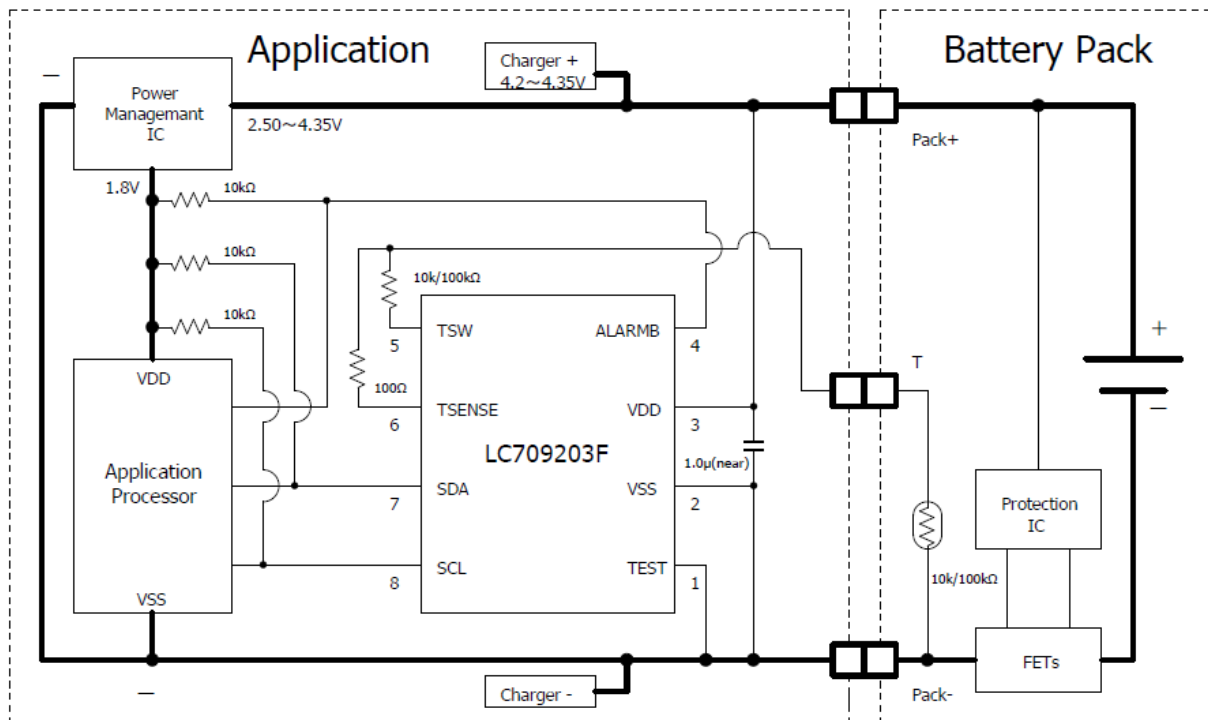 Application
Battery Pack
Charger +
4.2～4.35V
−
Power
Managemant
IC
2.50～4.35V
Pack+
1.8V
10kΩ
10kΩ
10k/100kΩ
10kΩ
TSW
ALARMB
5
4
+
T
VDD
100Ω
TSENSE
VDD
−
6
3
LC709203F
1.0μ(near)
Application
Processor
SDA
VSS
7
2
Protection
IC
SCL
TEST
10k/100kΩ
8
1
VSS
FETs
−
Charger -
Pack-